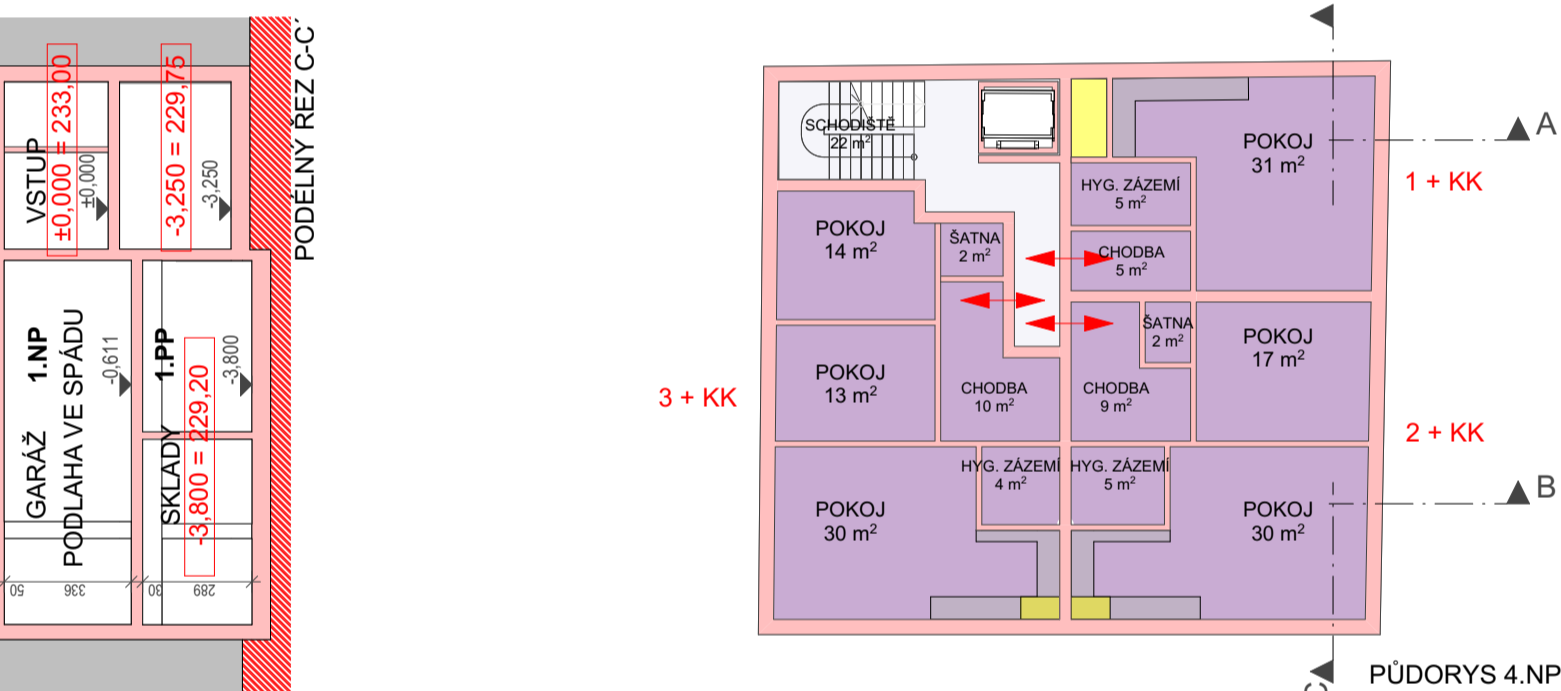 PODÉLNÝ ŘEZ C-C´
VSTUP
±0,000 = 233,00
±0,000
-3,250 = 229,75
-3,250
GARÁŽ 1.NP
PODLAHA VE SPÁDU
-0,611
SKLADY 1.PP
-3,800 = 229,20
-3,800
50
336
30
289
SCHODIŠTĚ
22 m²
POKOJ
31 m²
A
1 + KK
HYG. ZÁZEMÍ
5 m²
POKOJ
14 m²
ŠATNA
2 m²
CHODBA
5 m²
POKOJ
13 m²
CHODBA
10 m²
CHODBA
9 m²
ŠATNA
2 m²
POKOJ
17 m²
3 + KK
2 + KK
HYG. ZÁZEMÍ
4 m²
HYG. ZÁZEMÍ
5 m²
POKOJ
30 m²
POKOJ
30 m²
B
PŮDORYS 4.NP